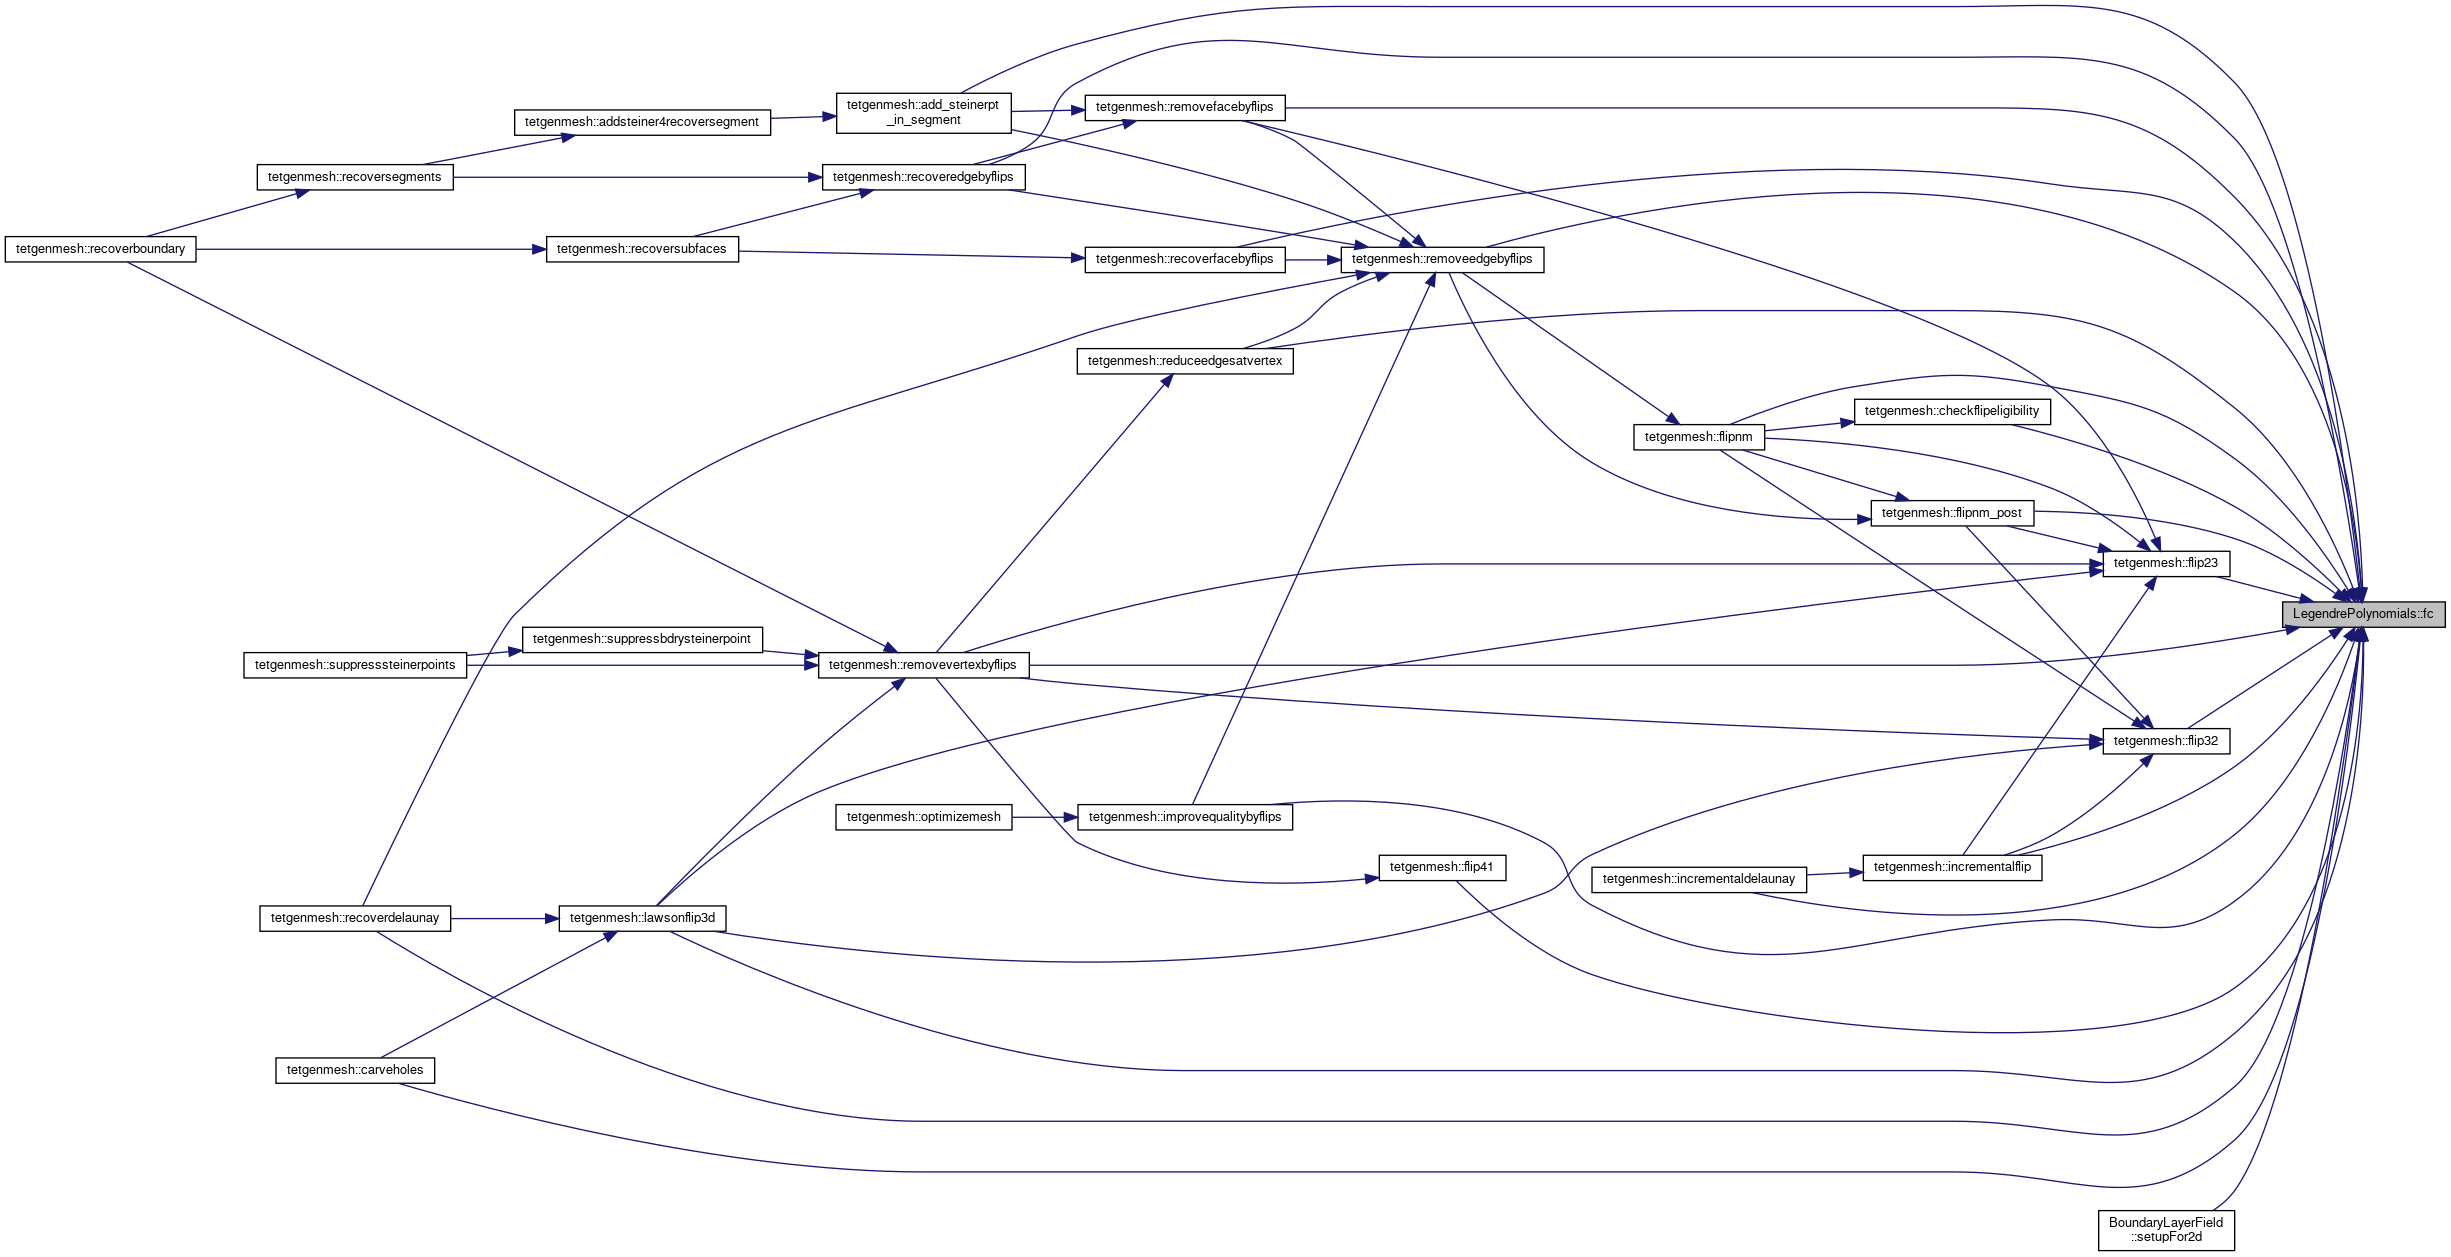 tetgenmesh::add_steinerpt
_in_segment
tetgenmesh::removefacebyflips
tetgenmesh::addsteiner4recoversegment
tetgenmesh::recoversegments
tetgenmesh::recoveredgebyflips
tetgenmesh::recoverboundary
tetgenmesh::recoversubfaces
tetgenmesh::recoverfacebyflips
tetgenmesh::removeedgebyflips
tetgenmesh::reduceedgesatvertex
tetgenmesh::checkflipeligibility
tetgenmesh::flipnm
tetgenmesh::flipnm_post
tetgenmesh::flip23
LegendrePolynomials::fc
tetgenmesh::suppressbdrysteinerpoint
tetgenmesh::suppresssteinerpoints
tetgenmesh::removevertexbyflips
tetgenmesh::flip32
tetgenmesh::optimizemesh
tetgenmesh::improvequalitybyflips
tetgenmesh::flip41
tetgenmesh::incrementaldelaunay
tetgenmesh::incrementalflip
tetgenmesh::recoverdelaunay
tetgenmesh::lawsonflip3d
tetgenmesh::carveholes
BoundaryLayerField
::setupFor2d